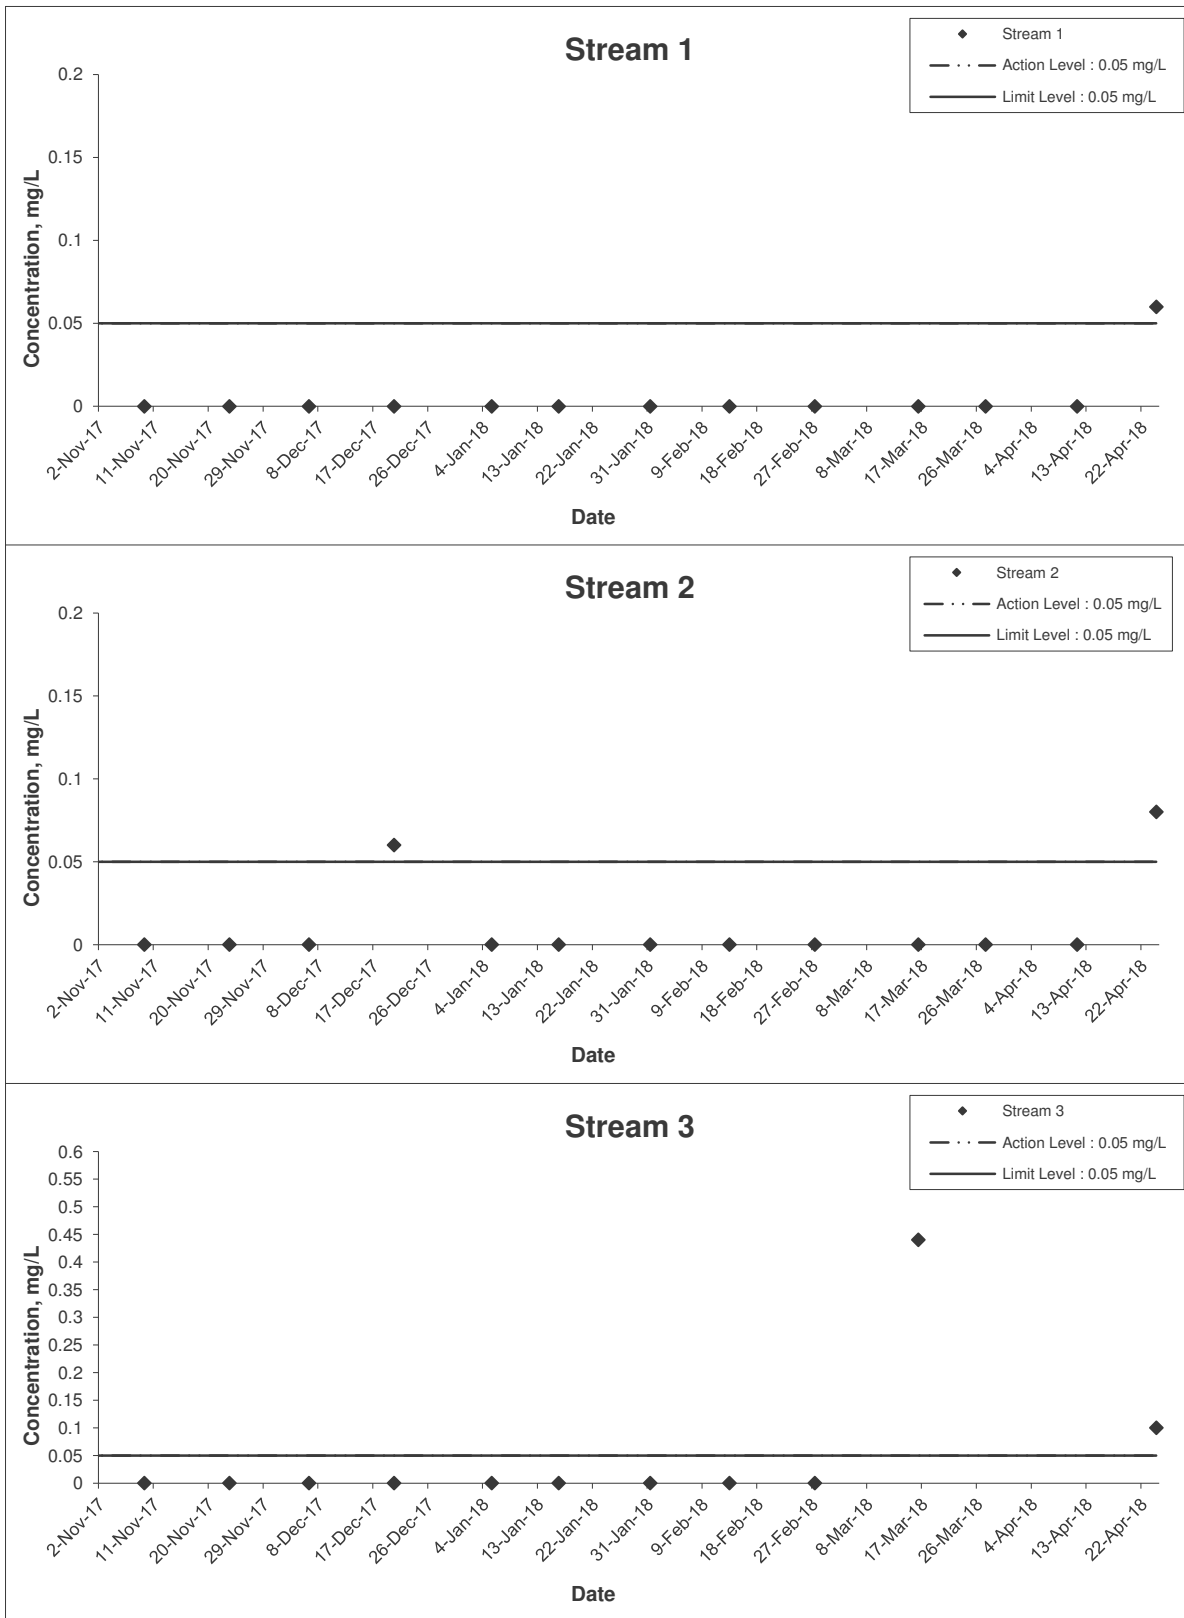 Stream 1
Stream 1
Action Level : 0.05 mg/L
Limit Level : 0.05 mg/L
Concentration, mg/L
0.2
0.15
0.1
0.05
0
2-Nov-17
11-Nov-17
20-Nov-17
29-Nov-17
8-Dec-17
17-Dec-17
26-Dec-17
4-Jan-18
13-Jan-18
22-Jan-18
31-Jan-18
9-Feb-18
18-Feb-18
27-Feb-18
8-Mar-18
17-Mar-18
26-Mar-18
4-Apr-18
13-Apr-18
22-Apr-18
Date
Stream 2
Stream 2
Action Level : 0.05 mg/L
Limit Level : 0.05 mg/L
Concentration, mg/L
0.2
0.15
0.1
0.05
0
2-Nov-17
11-Nov-17
20-Nov-17
29-Nov-17
8-Dec-17
17-Dec-17
26-Dec-17
4-Jan-18
13-Jan-18
22-Jan-18
31-Jan-18
9-Feb-18
18-Feb-18
27-Feb-18
8-Mar-18
17-Mar-18
26-Mar-18
4-Apr-18
13-Apr-18
22-Apr-18
Date
Stream 3
Stream 3
Action Level : 0.05 mg/L
Limit Level : 0.05 mg/L
Concentration, mg/L
0.6
0.55
0.5
0.45
0.4
0.35
0.3
0.25
0.2
0.15
0.1
0.05
0
2-Nov-17
11-Nov-17
20-Nov-17
29-Nov-17
8-Dec-17
17-Dec-17
26-Dec-17
4-Jan-18
13-Jan-18
22-Jan-18
31-Jan-18
9-Feb-18
18-Feb-18
27-Feb-18
8-Mar-18
17-Mar-18
26-Mar-18
4-Apr-18
13-Apr-18
22-Apr-18
Date